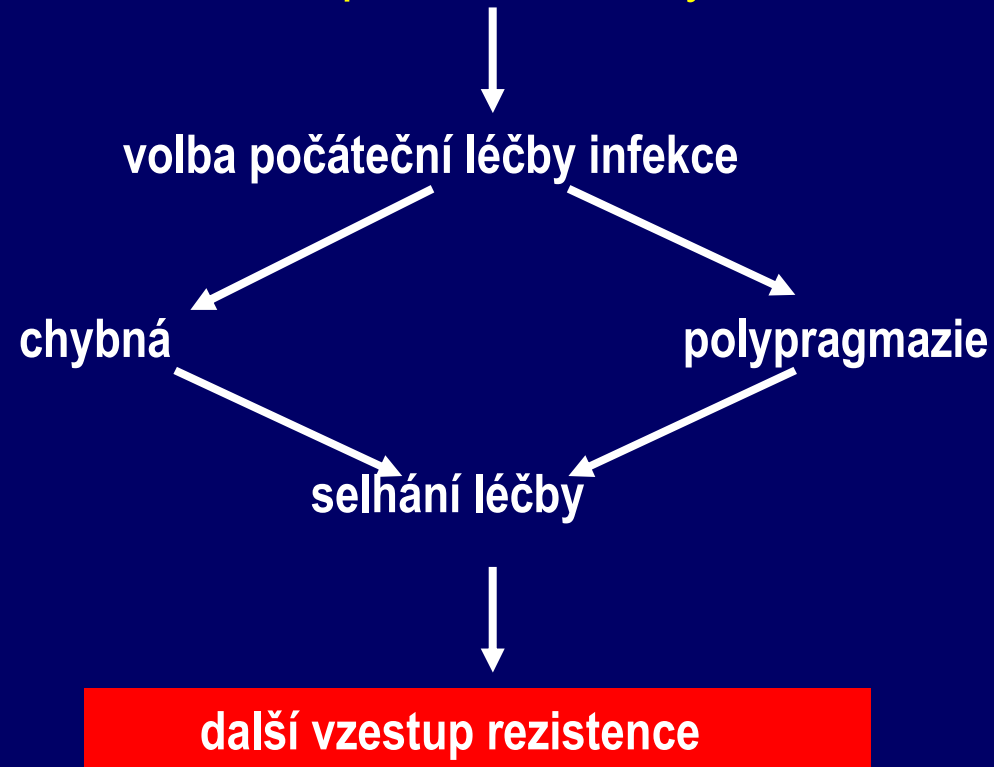 volba počáteční léčby infekce
chybná
polypragmazie
selhání léčby
další vzestup rezistence